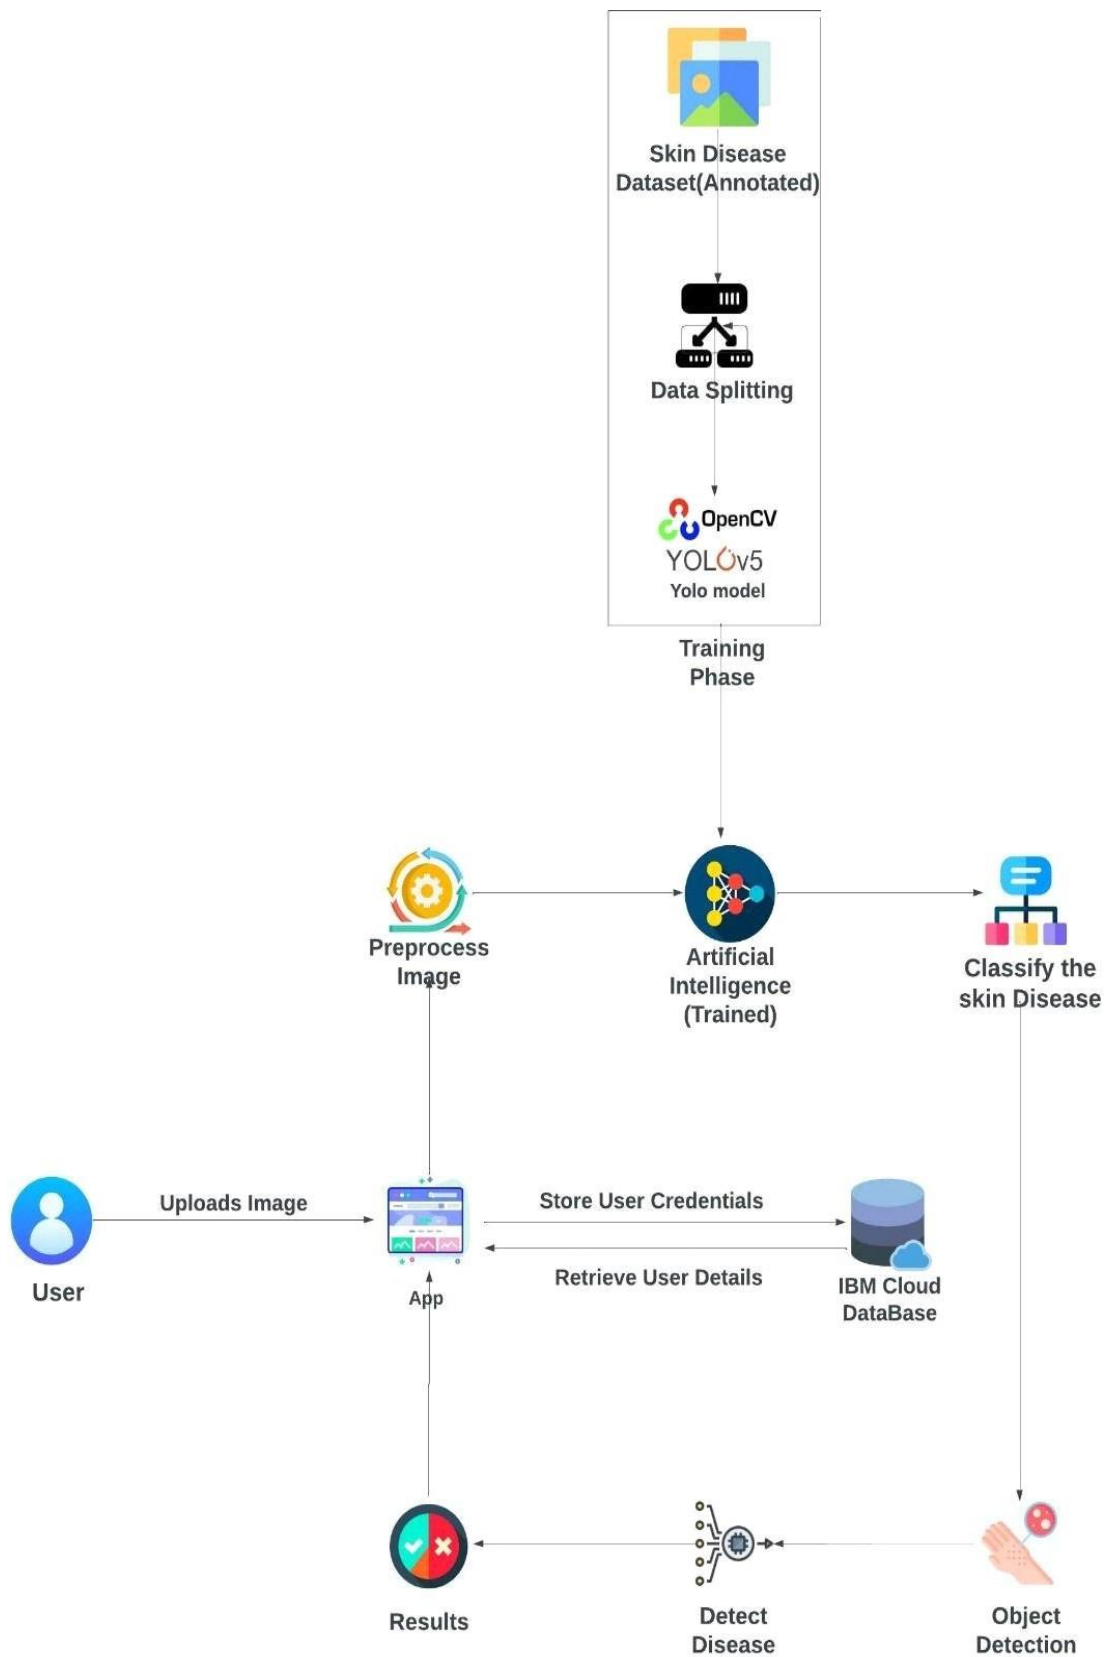 Skin Disease
Dataset(Annotated)
Data Splitting
OpenCV
YOLOv5
Yolo model
Training
Phase
Preprocess
Image
Artificial
Intelligence
(Trained)
Classify the
skin Disease
Uploads Image
Store User Credentials
Retrieve User Details
User
App
IBM Cloud
DataBase
Results
Detect
Disease
Object
Detection